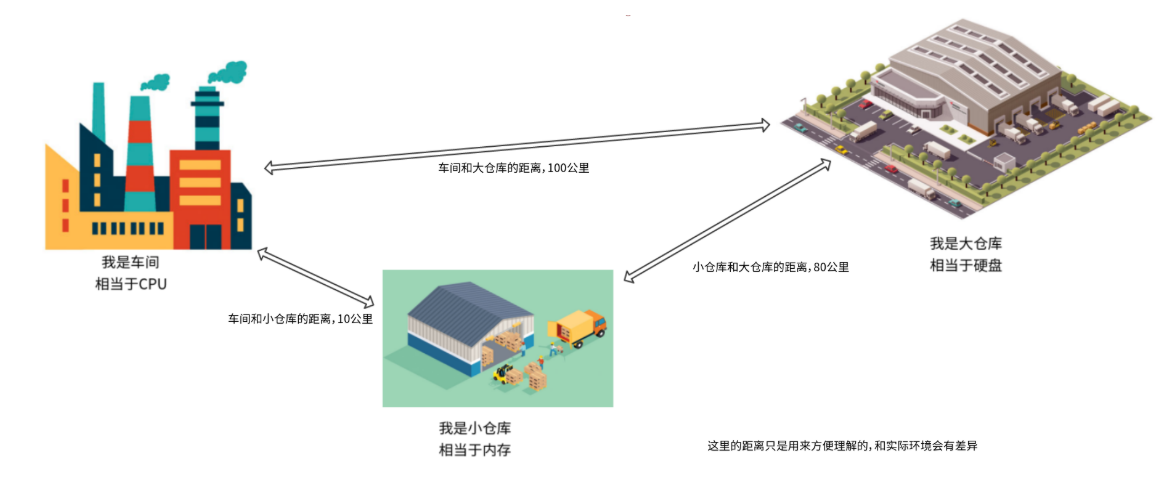 车间和大仓库的距离，100公里
我是车间
相当于CPU
我是大仓库
相当于硬盘
小仓库和大仓库的距离，80公里
车间和小仓库的距离，10公里
我是小仓库
相当于内存
这里的距离只是用来方便理解的，和实际环境会有差异